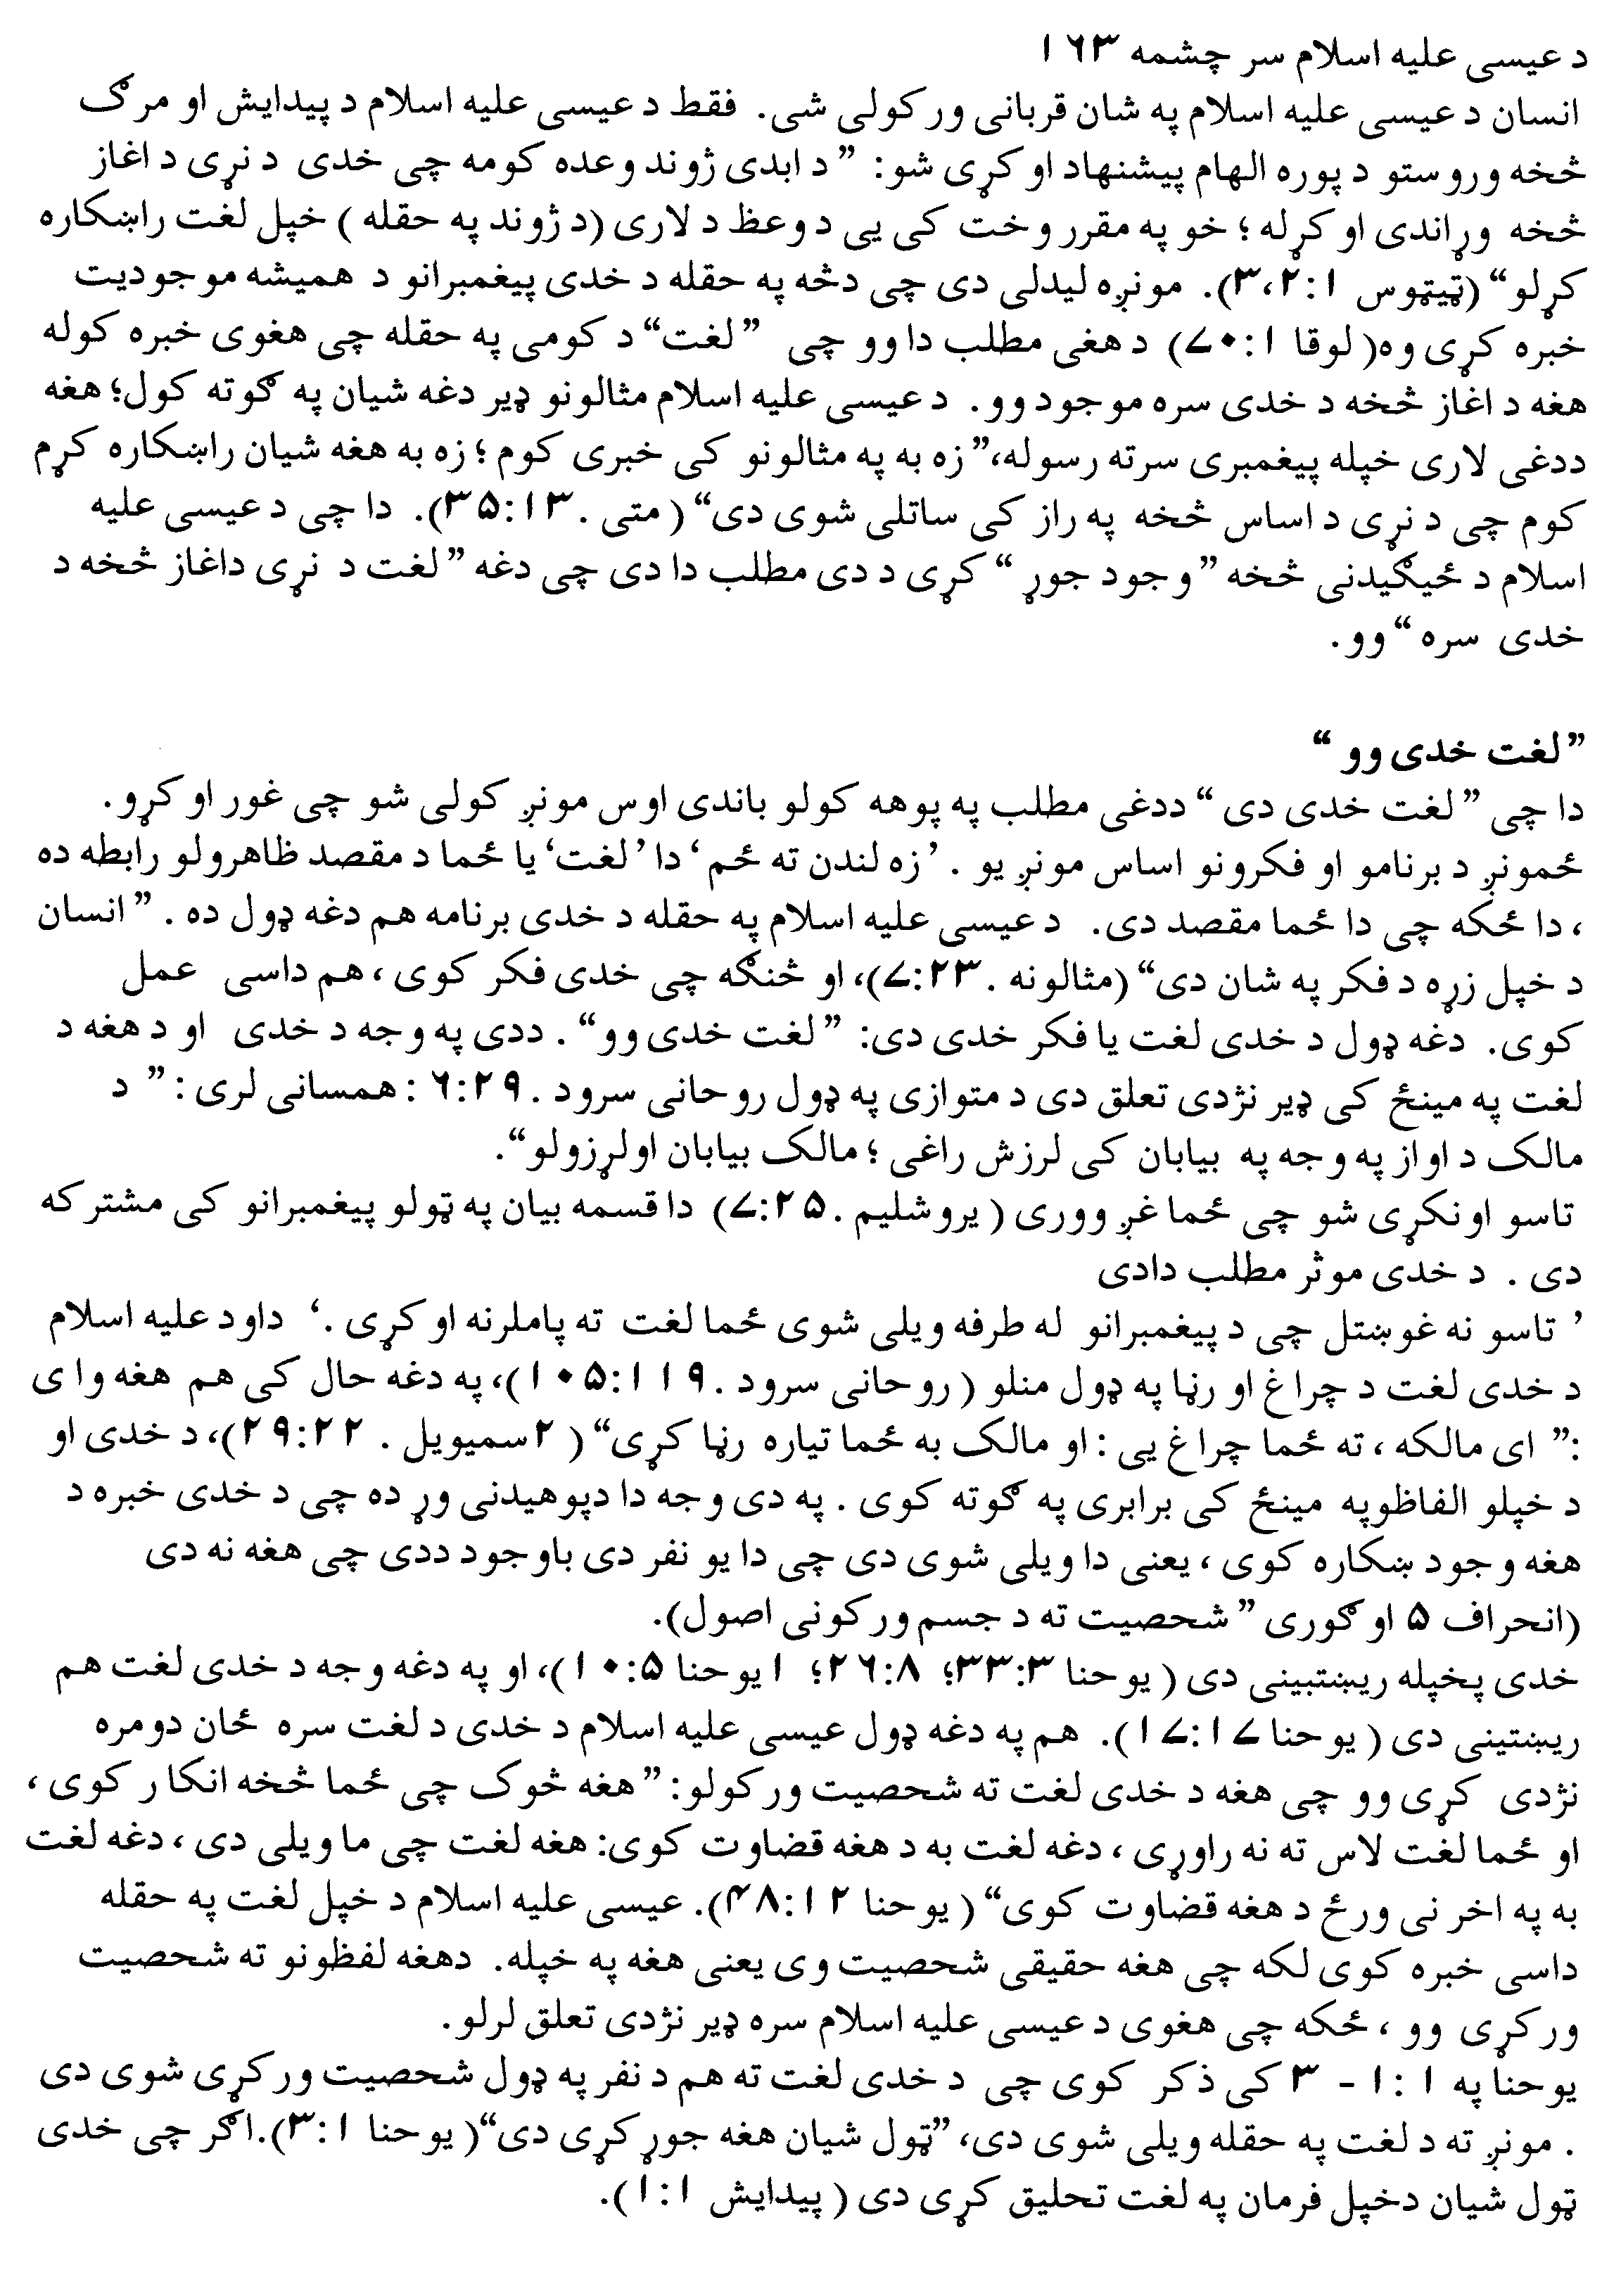 د عیسی علیه اسلام سر چشمه ۱۶۳
انسان د عیسی علیه اسلام په شان قربانی ورکولی شی. فقط د عیسی علیه اسلام د پیدایش او مرګ
څخه وروستو د پوره الهام پیشنهاد او کړی شو: ”د ابدی ژوند وعده کومه چی خدی د نړی د اغاز
څخه وړاندی او کړله ؛ خو په مقرر وخت کی یی د وعظ د لاری (د ژوند په حقله ) خپل لغت راښکاره
کړلو“ (ټیټوس ۱:۲،۳). مونږه لیدلی دی چی دڅه په حقله د خدی پیغمبرانو د همیشه موجودیت
خبره کړی وه( لوقا ۱:۷۰) د هغی مطلب دا وو چی ”لغت“ د کومی په حقله چی هغوی خبره کوله
هغه د اغاز څخه د خدی سره موجود وو. د عیسی علیه اسلام مثالونو ډیر دغه شیان په ګوته کول؛ هغه
ددغی لاری خپله پیغمبری سرته رسوله،” زه به په مثالونو کی خبری کوم ؛ زه به هغه شیان راښکاره کړم
کوم چی د نړی د اساس څخه په راز کی ساتلی شوی دی“ ( متی .۳۵:۱۳). دا چی د عیسی علیه
اسلام د ځیګیدنی څخه ”وجود جوړ“ کړی د دی مطلب دا دی چی دغه ”لغت د نړی داغاز څخه د
خدی سره“ وو.
”لغت خدی وو“
دا چی ”لغت خدی دی“ ددغی مطلب په پوهه کولو باندی اوس مونږ کولی شو چی غور او کړو.
ځمونږ د برنامو او فکرونو اساس مونږ یو . ’زه لندن ته ځم‘ دا ’لغت‘ یا ځما د مقصد ظاهرولو رابطه ده
، دا ځکه چی دا ځما مقصد دی. د عیسی علیه اسلام په حقله د خدی برنامه هم دغه ډول ده . ”انسان
د خپل زړه د فکر په شان دی“ (مثالونه .۷:۲۳)، او څنګه چی خدی فکر کوی ، هم داسی عمل
کوی. دغه ډول د خدی لغت یا فکر خدی دی: ”لغت خدی وو“. ددی په وجه د خدی او د هغه د
لغت په مینځ کی ډیر نژدی تعلق دی د متوازی په ډول روحانی سرود .۶:۲۹ : همسانی لری : ” د
مالک د اواز په وجه په بیابان کی لرزش راغی ؛ مالک بیابان اولړزولو“.
تاسو اونکړی شو چی ځما غږ ووری ( یروشلیم .۷:۲۵) دا قسمه بیان په ټولو پیغمبرانو کی مشترکه
دی . د خدی موثر مطلب دادی
’ تاسو نه غوښتل چی د پیغمبرانو له طرفه ویلی شوی ځما لغت ته پاملرنه او کړی .‘ داود علیه اسلام
د خدی لغت د چراغ او رڼا په ډول منلو ( روحانی سرود .۱۰۵:۱۱۹)، په دغه حال کی هم هغه وا ی
:” ای مالکه ، ته ځما چراغ یی : او مالک به ځما تیاره رڼا کړی“ ( ۲سمیویل . ۲۹:۲۲)، د خدی او
د خپلو الفاظوپه مینځ کی برابری په ګوته کوی . په دی وجه دا دپوهیدنی وړ ده چی د خدی خبره د
هغه وجود ښکاره کوی ، یعنی دا ویلی شوی دی چی دا یو نفر دی باوجود ددی چی هغه نه دی
(انحراف ۵ او ګوری ”شحصیت ته د جسم ورکونی اصول).
خدی پخپله ریښتبینی دی ( یوحنا ۳۳:۳؛ ۲۶:۸؛ ۱یوحنا ۱۰:۵)، او په دغه وجه د خدی لغت هم
ریښتینی دی ( یوحنا ۱۷:۱۷). هم په دغه ډول عیسی علیه اسلام د خدی د لغت سره ځان دومره
نژدی کړی وو چی هغه د خدی لغت ته شحصیت ورکولو: ”هغه څوک چی ځما څخه انکار کوی ،
او ځما لغت لاس ته نه راوړی ، دغه لغت به د هغه قضاوت کوی: هغه لغت چی ما ویلی دی ، دغه لغت
به په اخر نی ورځ د هغه قضاوت کوی“ ( یوحنا ۴۸:۱۲). عیسی علیه اسلام د خپل لغت په حقله
داسی خبره کوی لکه چی هغه حقیقی شحصیت وی یعنی هغه په خپله. دهغه لفظونو ته شحصیت
ورکړی وو ، ځکه چی هغوی د عیسی علیه اسلام سره ډیر نژدی تعلق لرلو.
یوحنا په ۱:۱ - ۳ کی ذکر کوی چی د خدی لغت ته هم د نفر په ډول شحصیت ورکړی شوی دی
. مونږ ته د لغت په حقله ویلی شوی دی، ”ټول شیان هغه جوړ کړی دی“( یوحنا ۳:۱).اګر چی خدی
ټول شیان دخپل فرمان په لغت تحلیق کړی دی ( پیدایش ۱:۱).